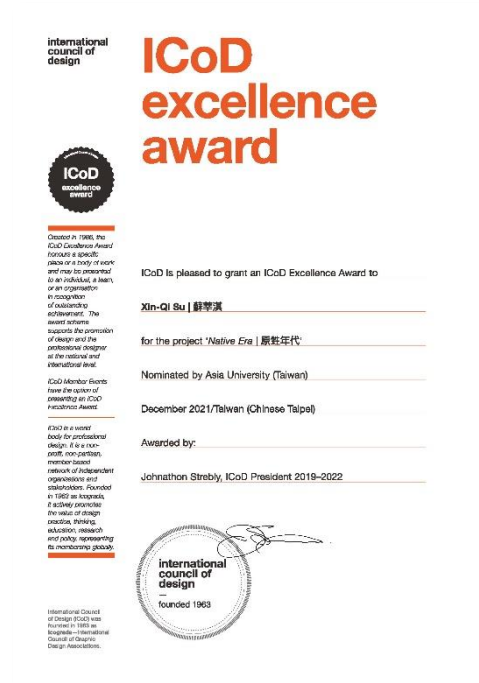 international
council of
design
ICoD
excellence
award
ICoD
excellence
award
Created in 1986, the
ICoD Excellence Award
honours a specific
piece or a body of work
and may be presented
to an individual, a team,
or an organisation
in recognition
of outstanding
achievement. The
award scheme
supports the promotion
of design and the
professional designer
at the national and
international level.
ICoD Member Events
have the option of
presenting an ICoD
Excellence Award.
ICoD is a world
body for professional
design. It is a non-
profit, non-partisan,
member-based
network of independent
organizations and
stakeholders. Founded
in 1963 as Icograda,
it actively promotes
the value of design
practice, thinking,
education, research
and policy, representing
its membership globally.
International Council
of Design (ICoD) was
founded in 1963 as
Icograda—International
Council of Graphic
Design Associations.
ICoD is pleased to grant an ICoD Excellence Award to
Xin-Qi Su | 蘇莘淇
for the project 'Native Era | 原甡年代'
Nominated by Asia University (Taiwan)
December 2021/Taiwan (Chinese Taipei)
Awarded by:
Johnathon Strebly, ICoD President 2019–2022
international
council of
design
—
founded 1963